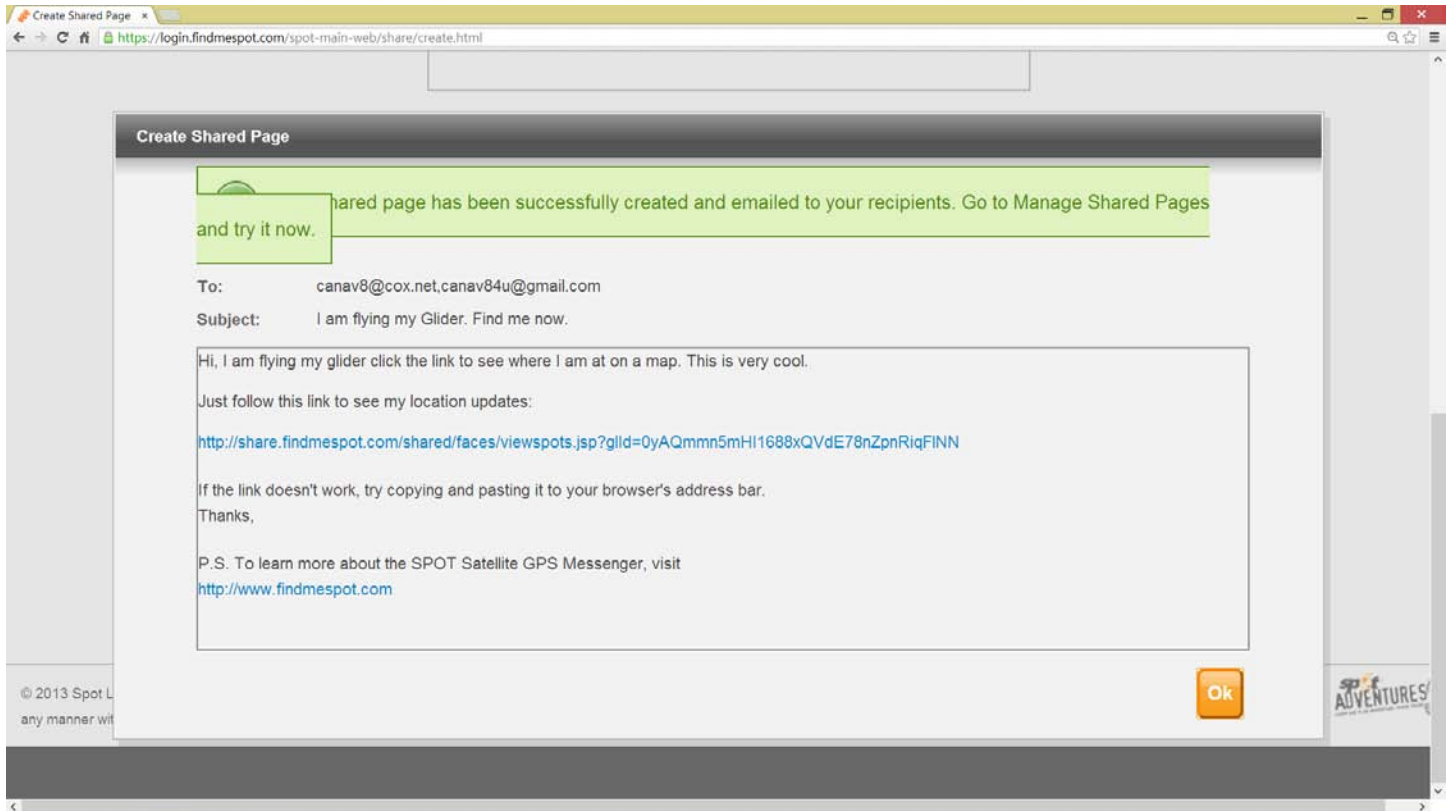 Create Shared Page
https://login.findmespot.com/spot-main-web/share/create.html
Create Shared Page
hared page has been successfully created and emailed to your recipients. Go to Manage Shared Pages
and try it now.
To: canav8@cox.net,canav84u@gmail.com
Subject: I am flying my Glider. Find me now.
Hi, I am flying my glider click the link to see where I am at on a map. This is very cool.
Just follow this link to see my location updates:
http://share.findmespot.com/shared/faces/viewspots.jsp?glId=0yAQmmn5mHI1688xQVdE78nZpnRiqFlNN
If the link doesn't work, try copying and pasting it to your browser's address bar.
Thanks,
P.S. To learn more about the SPOT Satellite GPS Messenger, visit
http://www.findmespot.com
Ok
© 2013 Spot L
any manner wit
spot
ADVENTURES